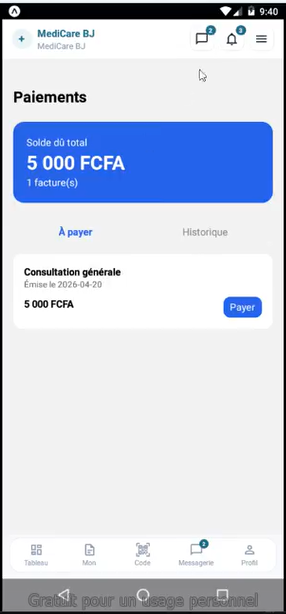 9:40
MediCare BJ
MediCare BJ
2
3
Paiements
Solde dû total
5 000 FCFA
1 facture(s)
À payer
Historique
Consultation générale
Émise le 2026-04-20
5 000 FCFA
Payer
2
Tableau
Mon
Code
Messagerie
Profil
Gratuit pour un usage personnel